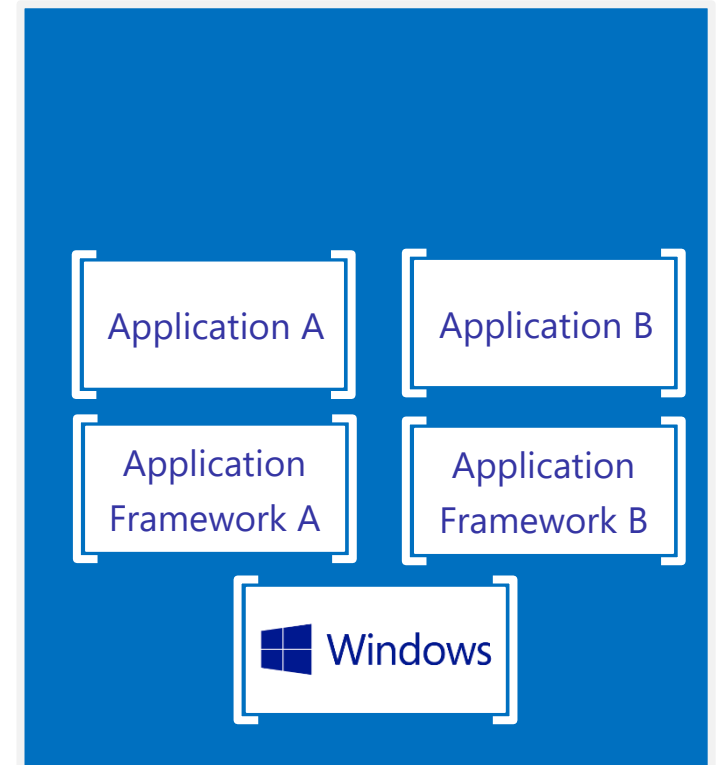 Application A
Application B
Application
Framework A
Application
Framework B
Windows